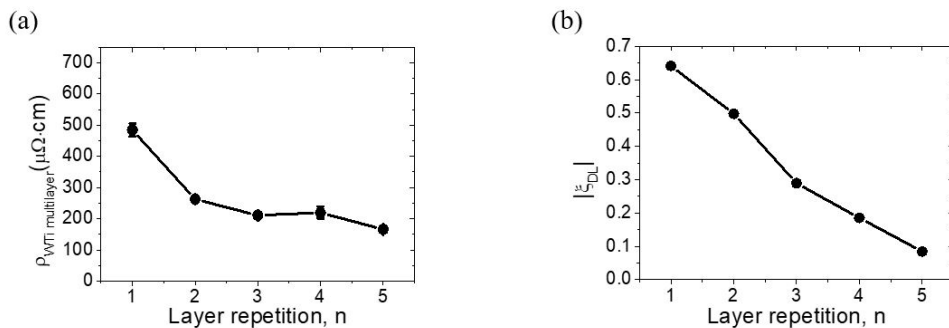 (a)
700
600
500
400
300
200
100
0
ρWTi multilayer(μΩ·cm)
1 2 3 4 5
Layer repetition, n
(b)
0.7
0.6
0.5
0.4
0.3
0.2
0.1
0.0
|ξDL|
1 2 3 4 5
Layer repetition, n